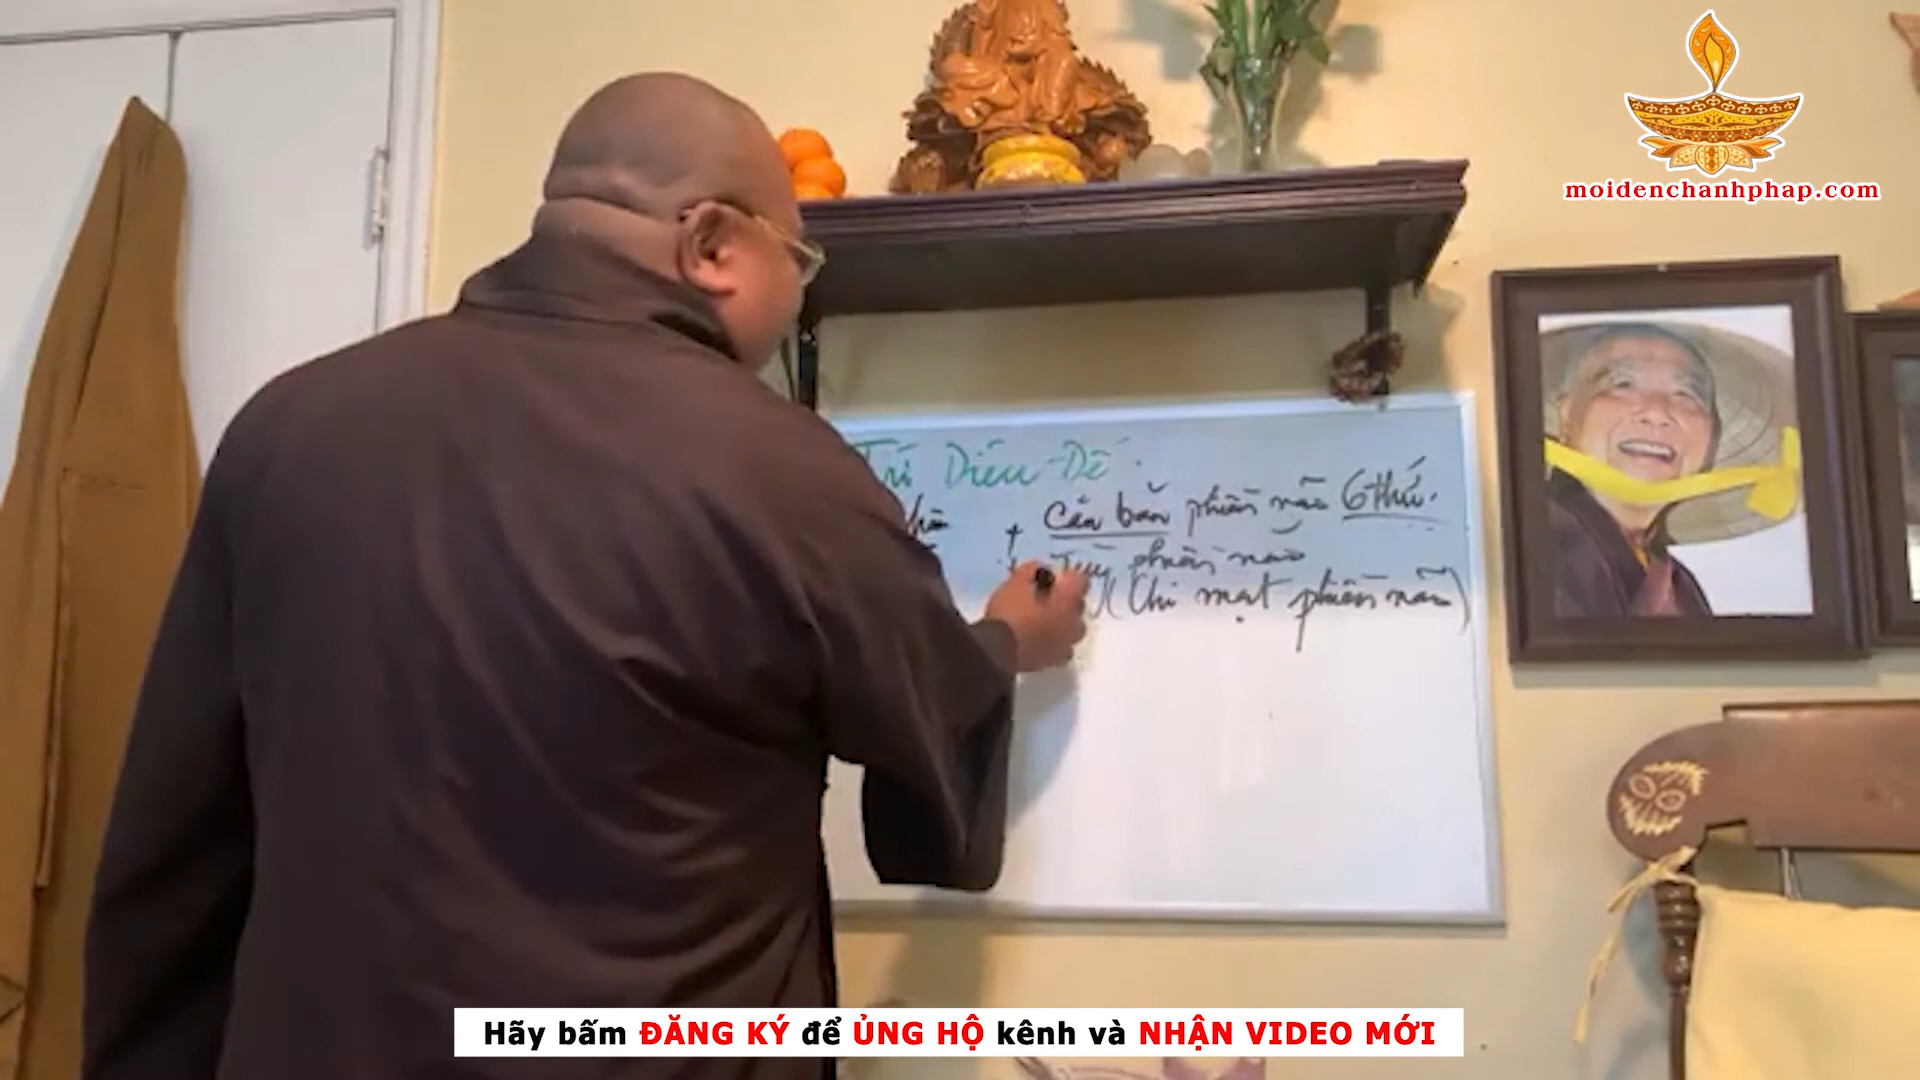 moidenchanhphap.com
Trí Diêu Đế
+ Căn bản phiền não 6 thứ.
+ Tùy phiền não
(Chi mạt phiền não)
Hãy bấm ĐĂNG KÝ để ỦNG HỘ kênh và NHẬN VIDEO MỚI